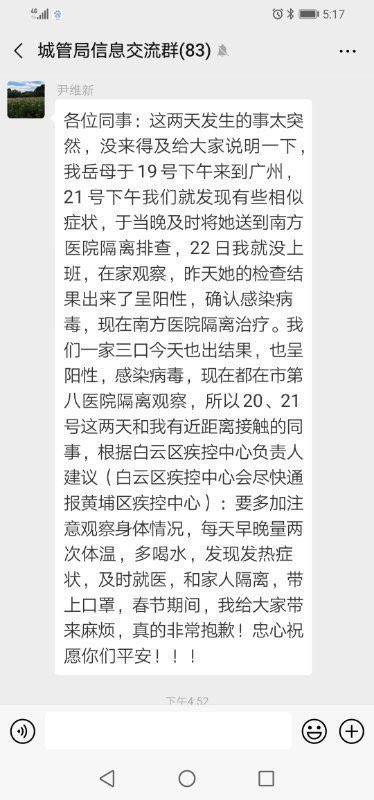 4G 5:17
城管局信息交流群(83)
尹维新
各位同事：这两天发生的事太突
然，没来得及给大家说明一下，
我岳母于19号下午来到广州，
21号下午我们就发现有些相似
症状，于当晚及时将她送到南方
医院隔离排查，22日我就没上
班，在家观察，昨天她的检查结
果出来了呈阳性，确认感染病
毒，现在南方医院隔离治疗。我
们一家三口今天也出结果，也呈
阳性，感染病毒，现在都在市第
八医院隔离观察，所以20、21
号这两天和我有近距离接触的同
事，根据白云区疾控中心负责人
建议（白云区疾控中心会尽快通
报黄埔区疾控中心）：要多加注
意观察身体情况，每天早晚量两
次体温，多喝水，发现发热症
状，及时就医，和家人隔离，带
上口罩，春节期间，我给大家带
来麻烦，真的非常抱歉！忠心祝
愿你们平安！！！
下午4:52